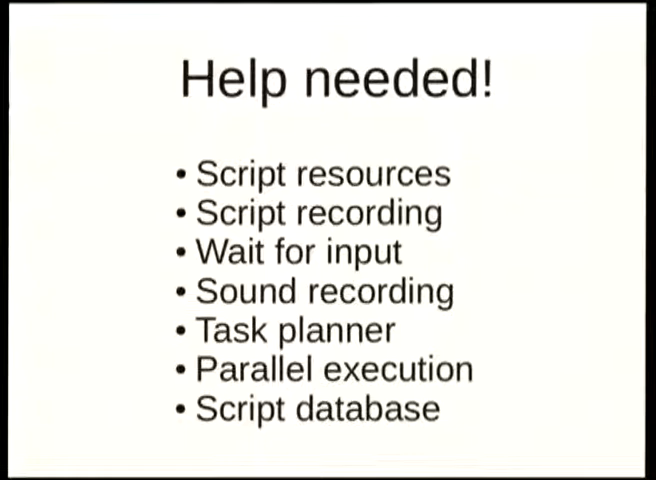 Help needed!
• Script resources
• Script recording
• Wait for input
• Sound recording
• Task planner
• Parallel execution
• Script database